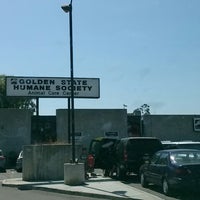 GOLDEN STATE
HUMANE SOCIETY
Animal Care Center